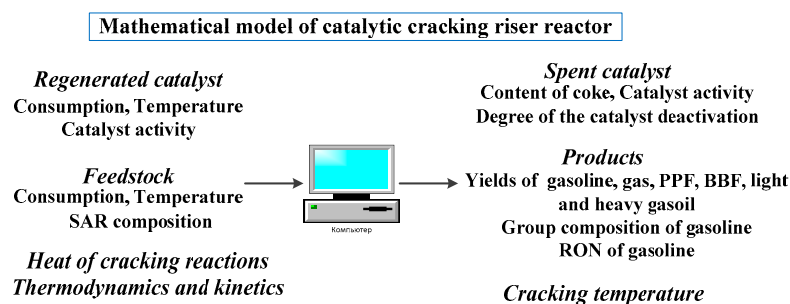 Mathematical model of catalytic cracking riser reactor
Regenerated catalyst
Consumption, Temperature
Catalyst activity
Feedstock
Consumption, Temperature
SAR composition
Heat of cracking reactions
Thermodynamics and kinetics
Компьютер
Spent catalyst
Content of coke, Catalyst activity
Degree of the catalyst deactivation
Products
Yields of gasoline, gas, PPF, BBF, light
and heavy gasoil
Group composition of gasoline
RON of gasoline
Cracking temperature